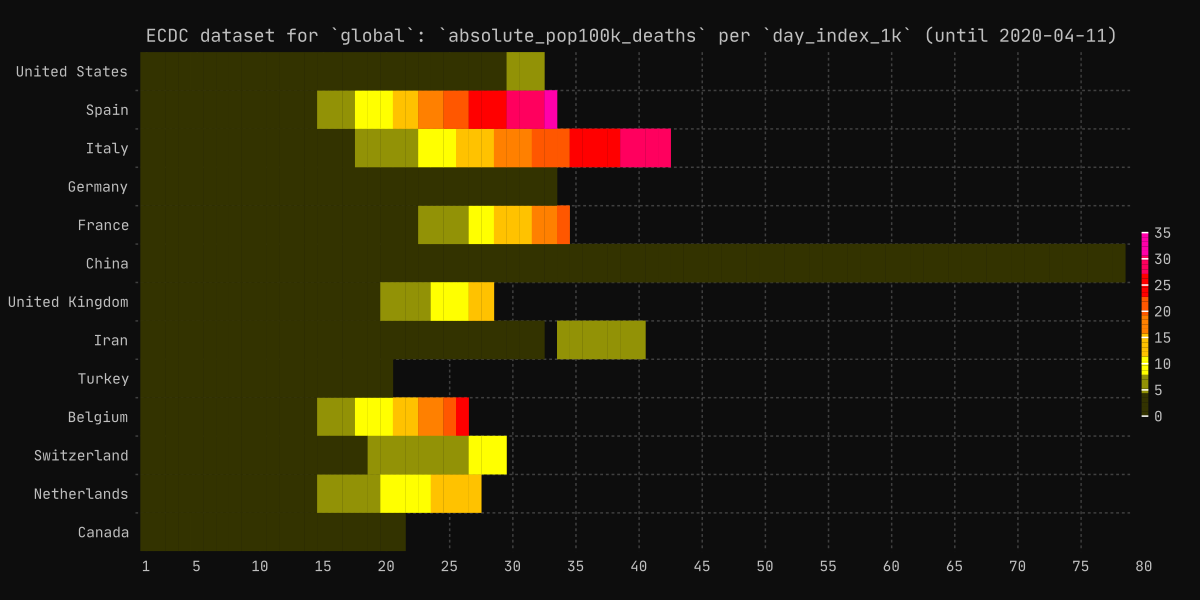 ECDC dataset for `global`: `absolute_pop100k_deaths` per `day_index_1k` (until 2020-04-11)
United States
Spain
Italy
Germany
France
China
United Kingdom
Iran
Turkey
Belgium
Switzerland
Netherlands
Canada
35
30
25
20
15
10
5
0
1 5 10 15 20 25 30 35 40 45 50 55 60 65 70 75 80